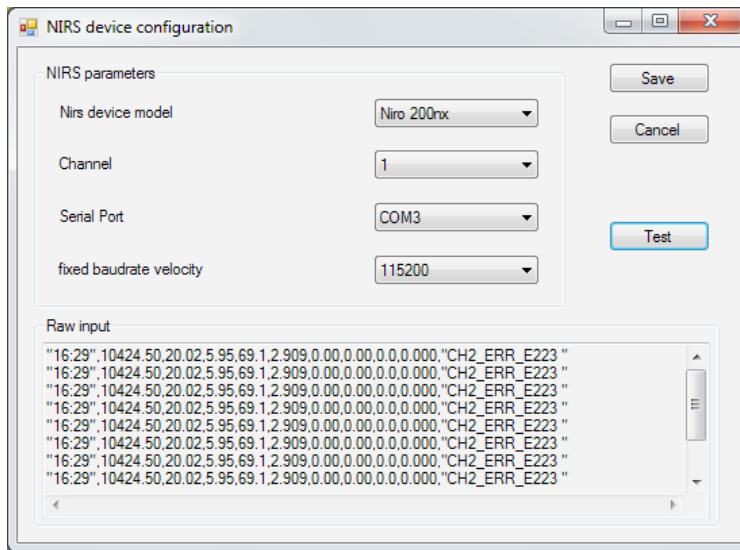 NIRS device configuration
NIRS parameters
Nirs device model
Niro 200nx
Channel
1
Serial Port
COM3
fixed baudrate velocity
115200
Save
Cancel
Test
Raw input
"16:29",10424.50,20.02,5.95,69.1,2.909,0.00,0.00,0.0,0.000,"CH2_ERR_E223 "
"16:29",10424.50,20.02,5.95,69.1,2.909,0.00,0.00,0.0,0.000,"CH2_ERR_E223 "
"16:29",10424.50,20.02,5.95,69.1,2.909,0.00,0.00,0.0,0.000,"CH2_ERR_E223 "
"16:29",10424.50,20.02,5.95,69.1,2.909,0.00,0.00,0.0,0.000,"CH2_ERR_E223 "
"16:29",10424.50,20.02,5.95,69.1,2.909,0.00,0.00,0.0,0.000,"CH2_ERR_E223 "
"16:29",10424.50,20.02,5.95,69.1,2.909,0.00,0.00,0.0,0.000,"CH2_ERR_E223 "
"16:29",10424.50,20.02,5.95,69.1,2.909,0.00,0.00,0.0,0.000,"CH2_ERR_E223 "
"16:29",10424.50,20.02,5.95,69.1,2.909,0.00,0.00,0.0,0.000,"CH2_ERR_E223 "